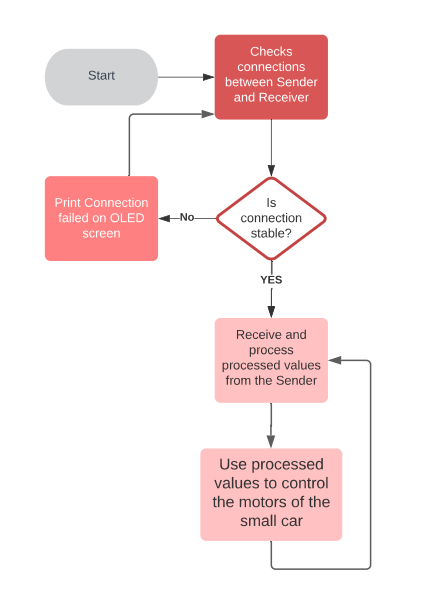 Start
Checks
connections
between Sender
and Receiver
Print Connection
failed on OLED
screen
No
Is
connection
stable?
YES
Receive and
process
processed values
from the Sender
Use processed
values to control
the motors of the
small car